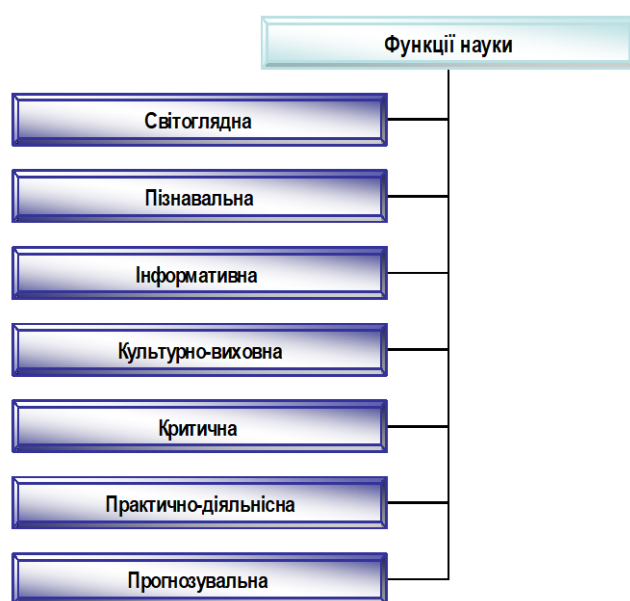 Функції науки
Світоглядна
Пізнавальна
Інформативна
Культурно-виховна
Критична
Практично-діяльнісна
Прогнозувальна